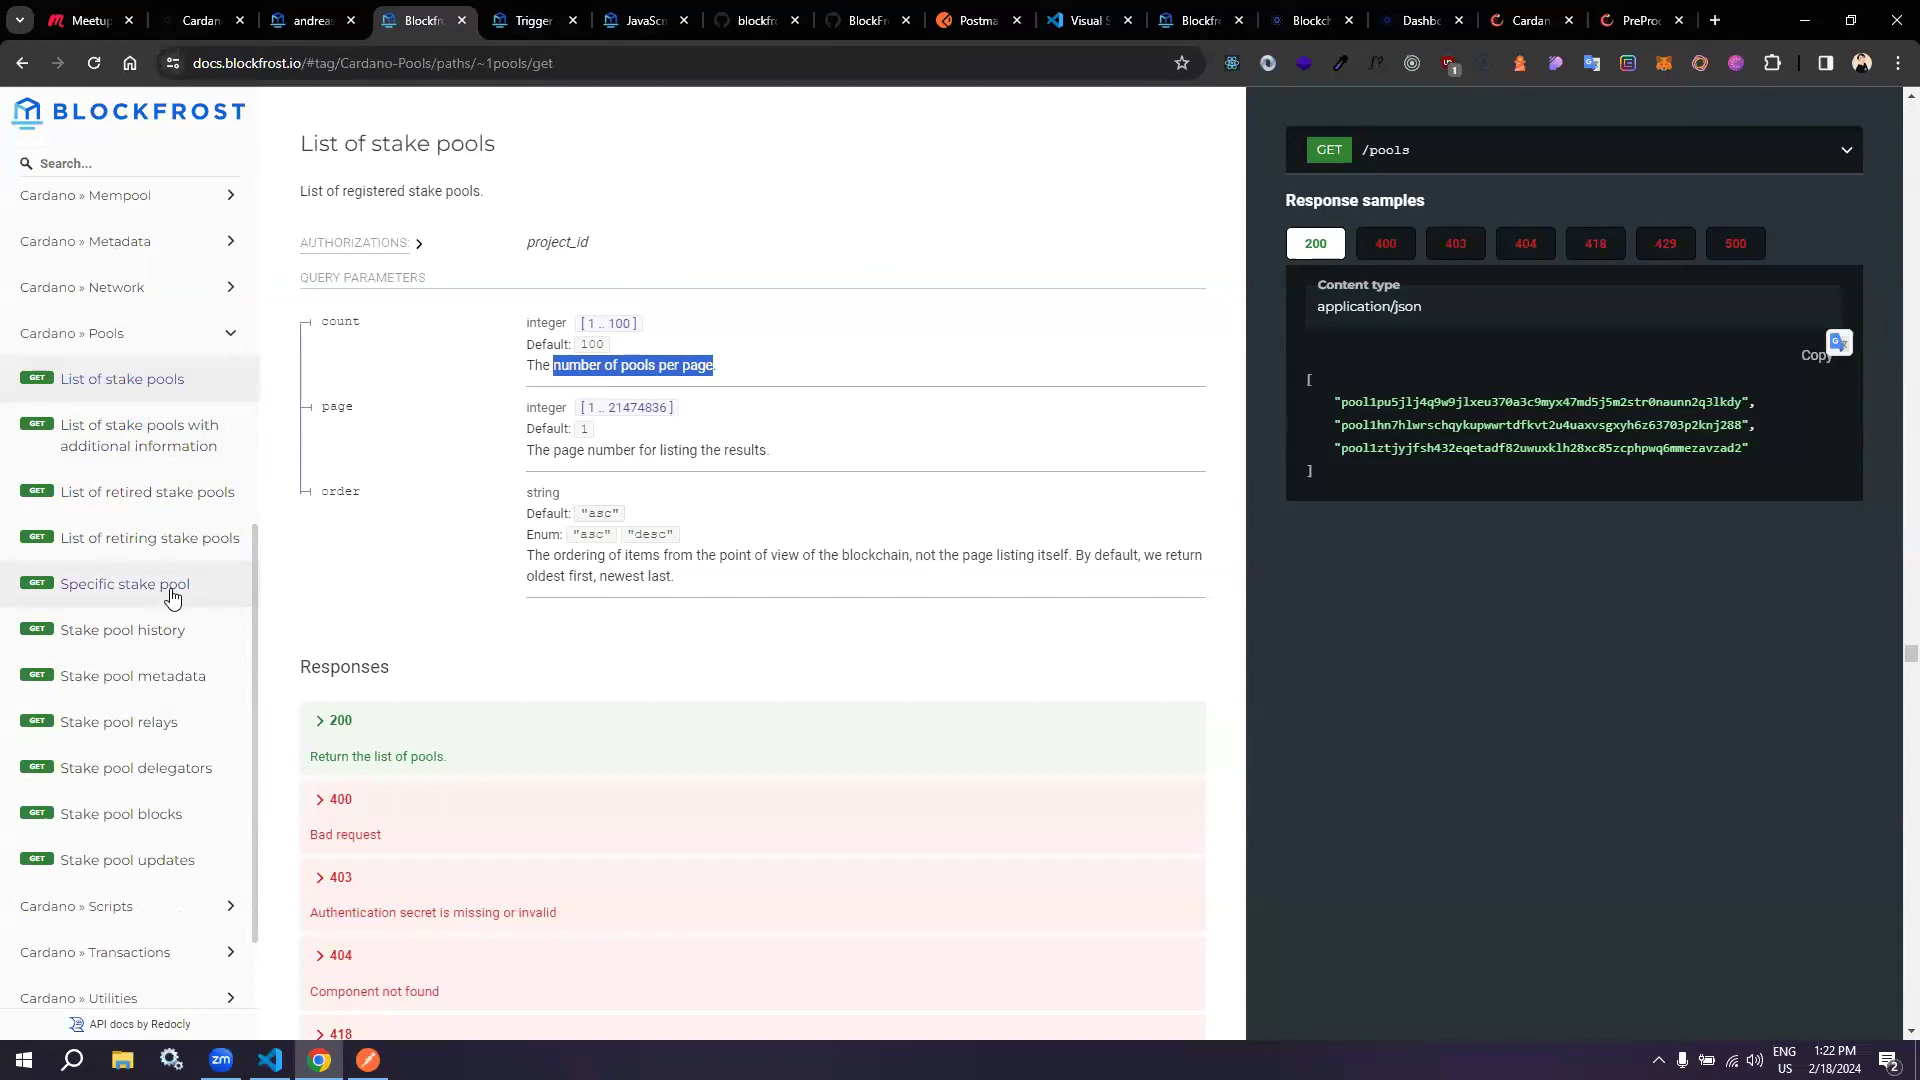 Meetup
Cardan
andreas
Blockfr
Trigger
JavaScr
blockfr
BlockFr
Postma
Visual S
Blockfr
Blockch
Dashbo
Cardan
PreProc
docs.blockfrost.io/#tag/Cardano-Pools/paths/~1pools/get
1
BLOCKFROST
Search...
Cardano » Mempool
Cardano » Metadata
Cardano » Network
Cardano » Pools
GET List of stake pools
GET List of stake pools with
additional information
GET List of retired stake pools
GET List of retiring stake pools
GET Specific stake pool
GET Stake pool history
GET Stake pool metadata
GET Stake pool relays
GET Stake pool delegators
GET Stake pool blocks
GET Stake pool updates
Cardano » Scripts
Cardano » Transactions
Cardano » Utilities
API docs by Redocly
List of stake pools
List of registered stake pools.
AUTHORIZATIONS: project_id
QUERY PARAMETERS
count integer [ 1 .. 100 ]
Default: 100
The number of pools per page.
page integer [ 1 .. 21474836 ]
Default: 1
The page number for listing the results.
order string
Default: "asc"
Enum: "asc" "desc"
The ordering of items from the point of view of the blockchain, not the page listing itself. By default, we return
oldest first, newest last.
Responses
200
Return the list of pools.
400
Bad request
403
Authentication secret is missing or invalid
404
Component not found
418
GET /pools
Response samples
200 400 403 404 418 429 500
Content type
application/json
Copy
[
"pool1pu5jlj4q9w9jlxeu370a3c9myx47md5j5m2str0naunn2q3lkdy",
"pool1hn7hlwrschqykupwwrtdfkvt2u4uaxvsgxyh6z63703p2knj288",
"pool1ztjyjfsh432eqetadf82uwuxklh28xc85zcphpwq6mmezavzad2"
]
zm
ENG
US
1:22 PM
2/18/2024
2